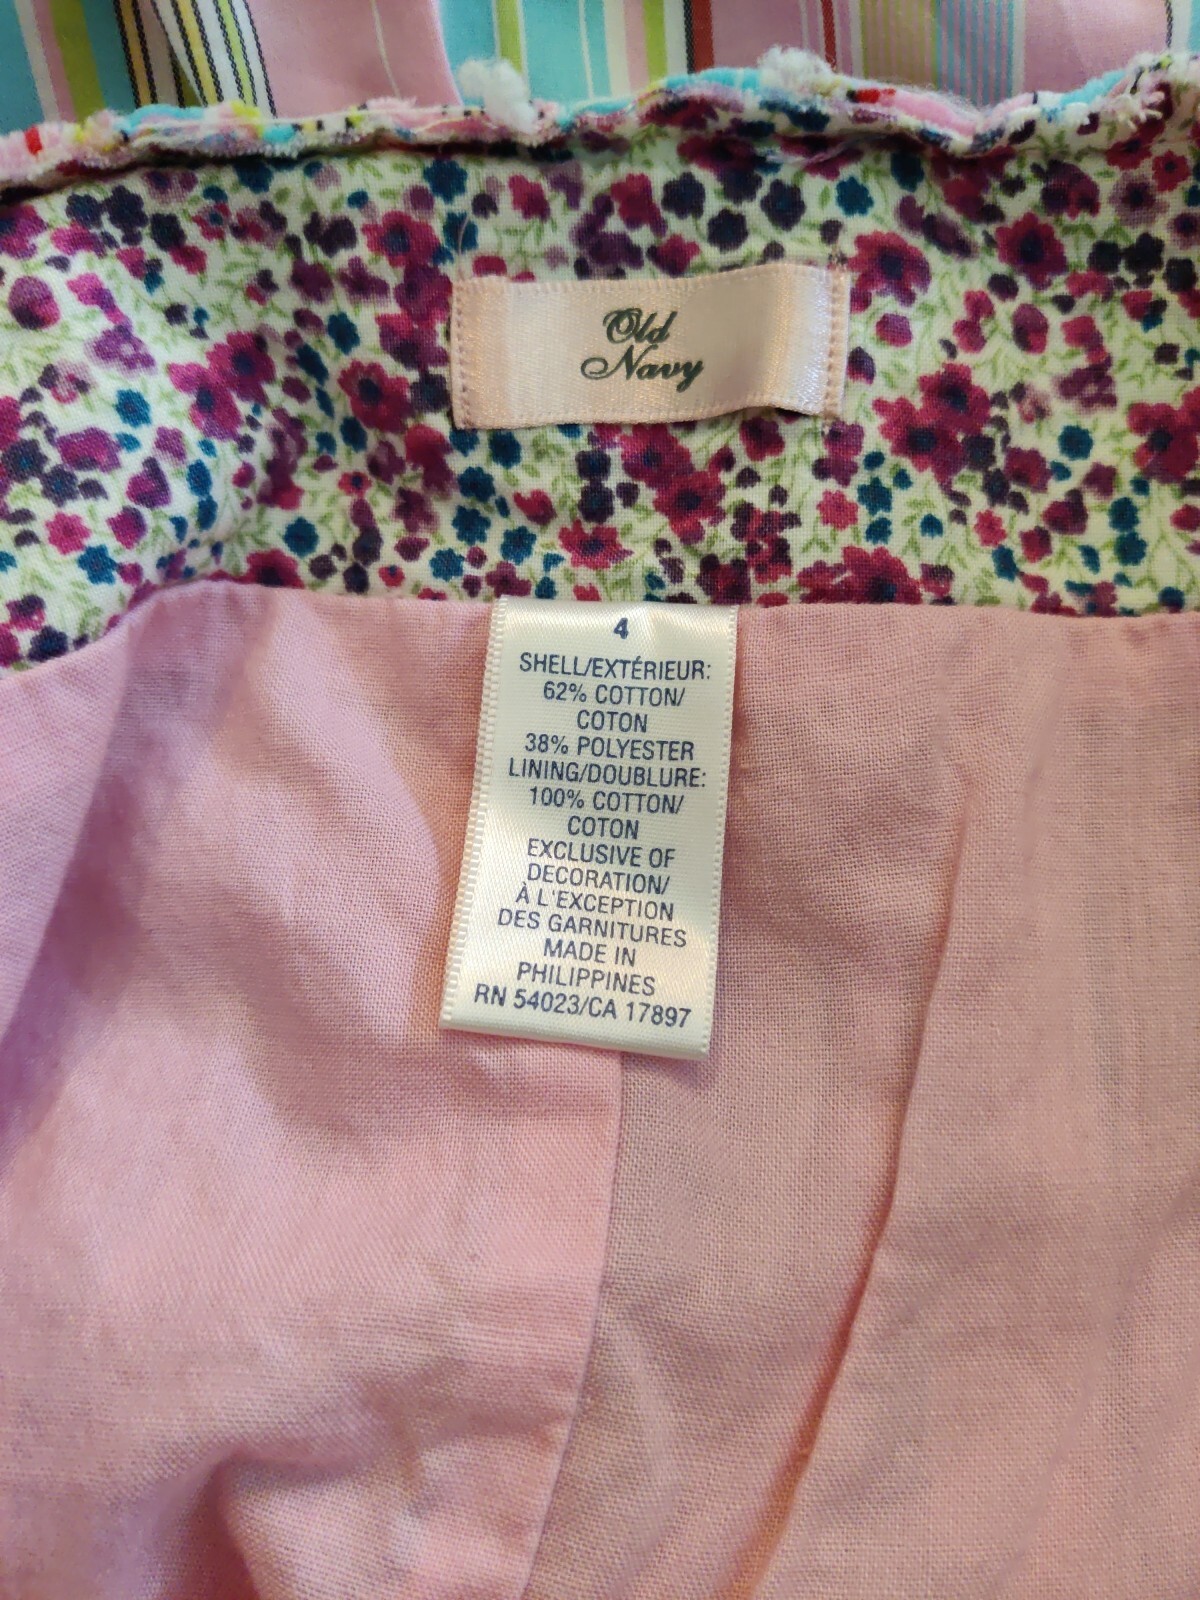 Old
Navy
4
SHELL/EXTÉRIEUR:
62% COTTON/
COTON
38% POLYESTER
LINING/DOUBLURE:
100% COTTON/
COTON
EXCLUSIVE OF
DECORATION/
À L'EXCEPTION
DES GARNITURES
MADE IN
PHILIPPINES
RN 54023/CA 17897